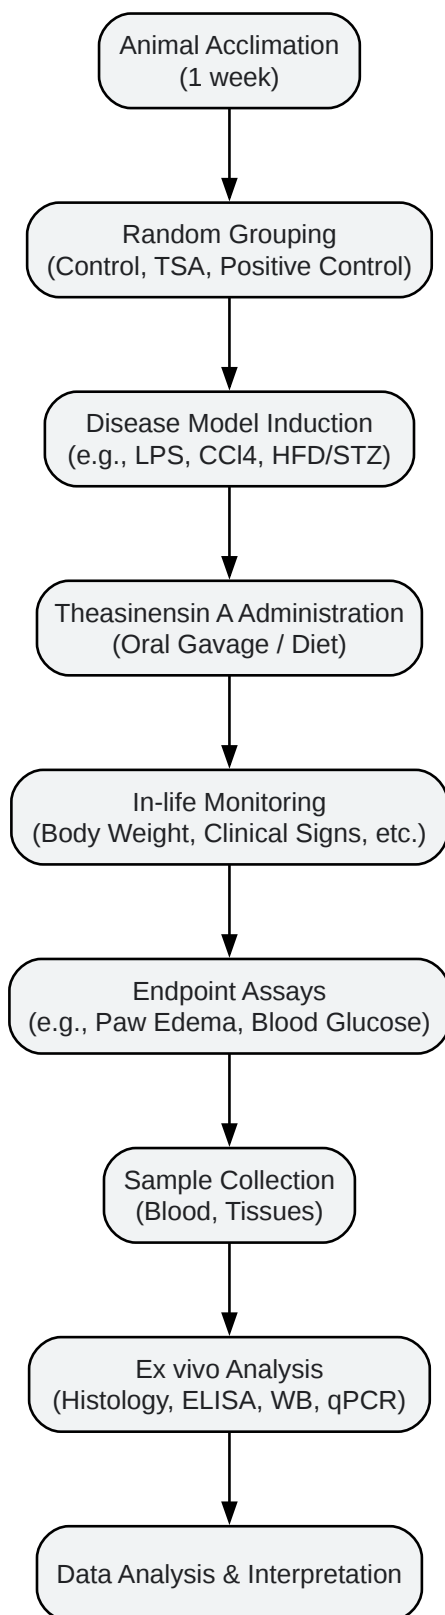 Animal Acclimation
(1 week)
Random Grouping
(Control, TSA, Positive Control)
Disease Model Induction
(e.g., LPS, CCl4, HFD/STZ)
Theasinensin A Administration
(Oral Gavage / Diet)
In-life Monitoring
(Body Weight, Clinical Signs, etc.)
Endpoint Assays
(e.g., Paw Edema, Blood Glucose)
Sample Collection
(Blood, Tissues)
Ex vivo Analysis
(Histology, ELISA, WB, qPCR)
Data Analysis & Interpretation